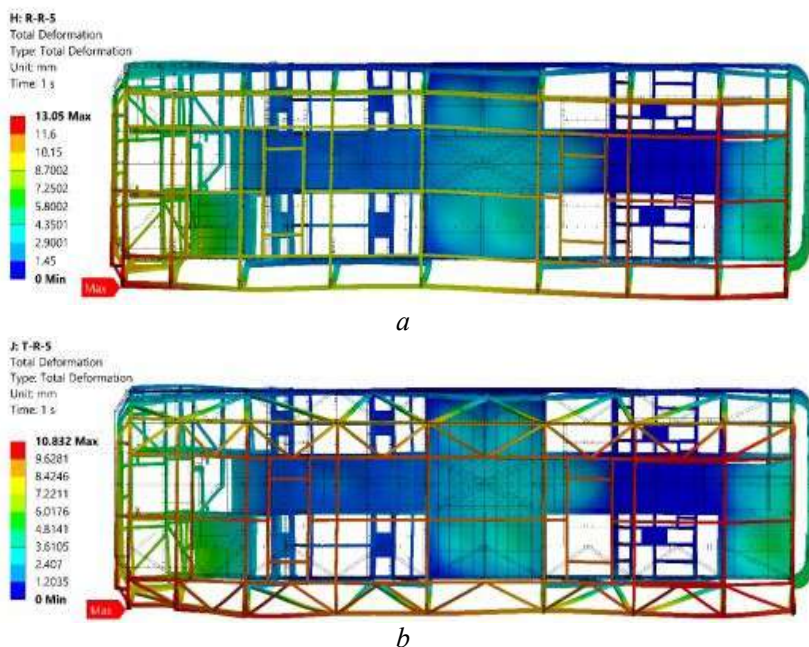 H: R-R-5
Total Deformation
Type: Total Deformation
Unit: mm
Time: 1 s
13.05 Max
11.6
10.15
8.7002
7.2502
5.8002
4.3501
2.9001
1.45
0 Min
Max
a
J: T-R-5
Total Deformation
Type: Total Deformation
Unit: mm
Time: 1 s
10.832 Max
9.6281
8.4246
7.2211
6.0176
4.8141
3.6105
2.407
1.2035
0 Min
Max
b